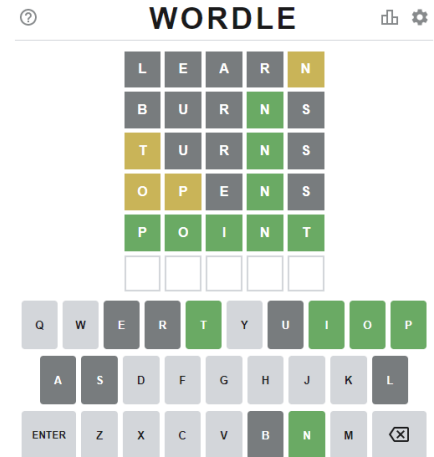 ?
WORDLE
L E A R N
B U R N S
T U R N S
O P E N S
P O I N T
Q W E R T Y U I O P
A S D F G H J K L
ENTER Z X C V B N M